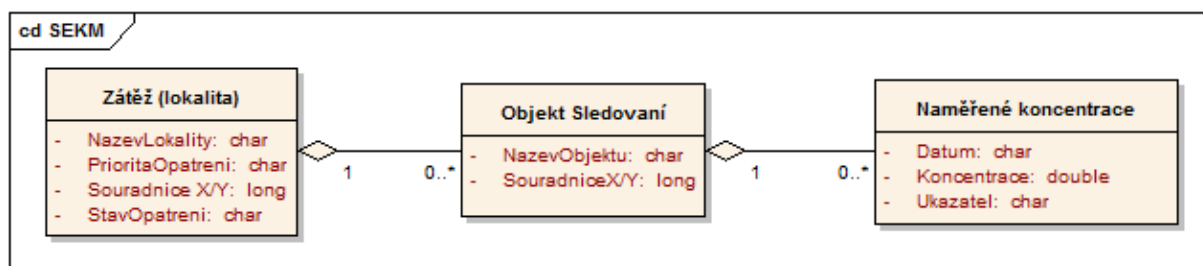 cd SEKM
Zátěž (lokalita)
- NazevLokality: char
- PrioritaOpatreni: char
- Souradnice X/Y: long
- StavOpatreni: char
1
0..*
Objekt Sledovaní
- NazevObjektu: char
- SouradniceX/Y: long
1
0..*
Naměřené koncentrace
- Datum: char
- Koncentrace: double
- Ukazatel: char